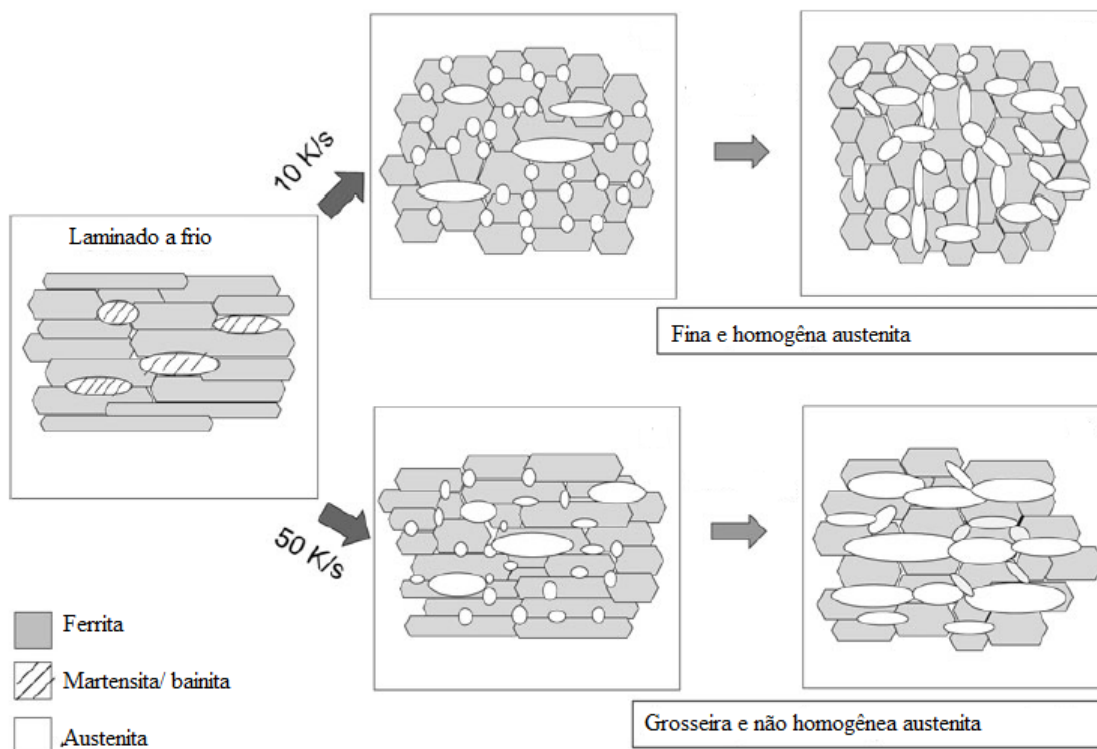 10 K/s
Laminado a frio
Fina e homogêna austenita
50 K/s
Ferrita
Martensita/ bainita
Austenita
Grosseira e não homogênea austenita